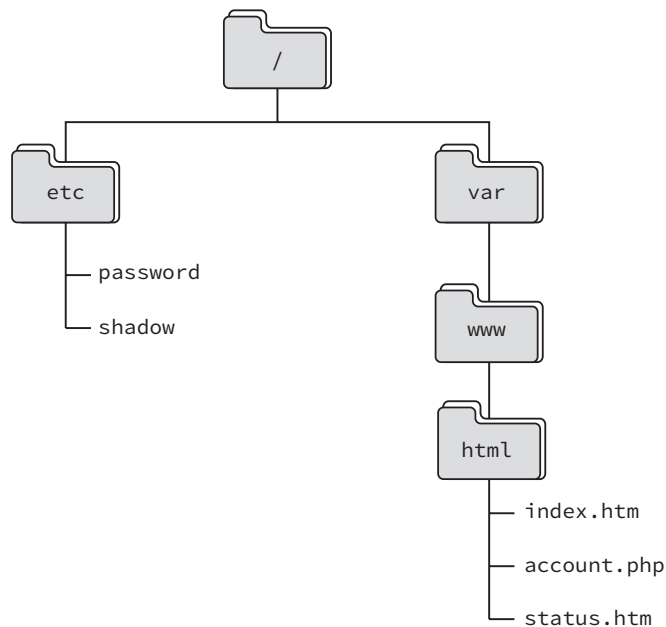 /
etc
var
password
shadow
www
html
index.htm
account.php
status.htm